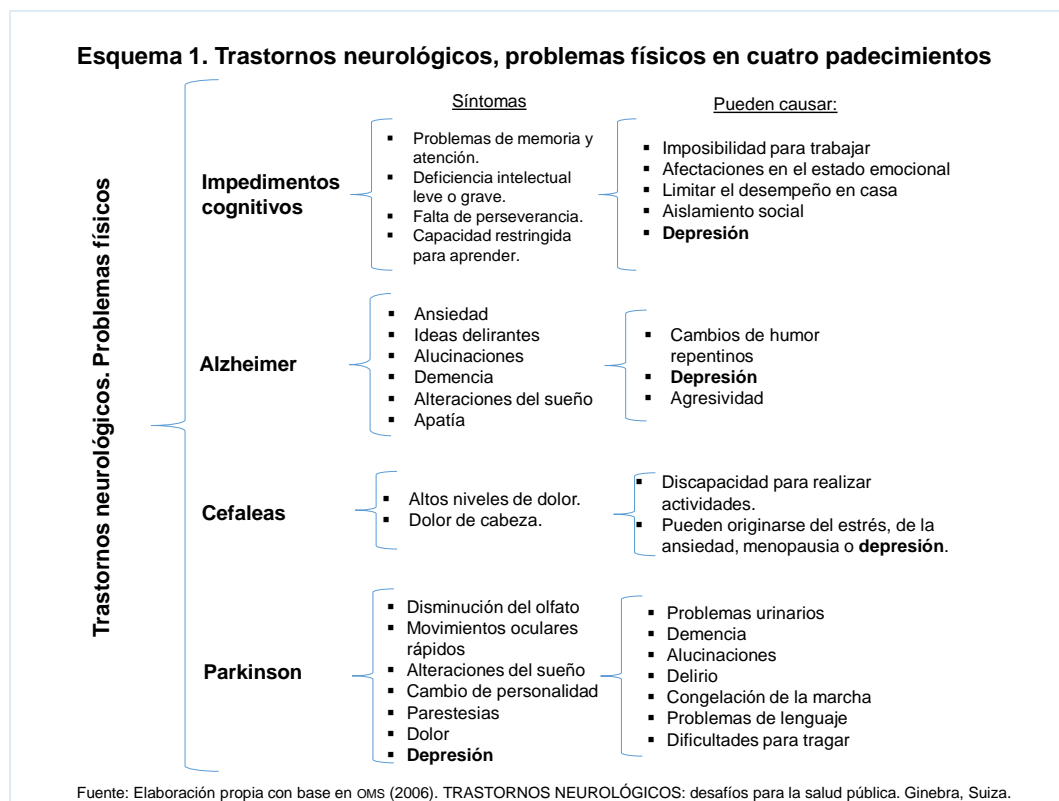 Esquema 1. Trastornos neurológicos, problemas físicos en cuatro padecimientos
Trastornos neurológicos. Problemas físicos
Síntomas
Pueden causar:
Impedimentos
cognitivos
▪ Problemas de memoria y
atención.
▪ Deficiencia intelectual
leve o grave.
▪ Falta de perseverancia.
▪ Capacidad restringida
para aprender.
▪ Imposibilidad para trabajar
▪ Afectaciones en el estado emocional
▪ Limitar el desempeño en casa
▪ Aislamiento social
▪ Depresión
Alzheimer
▪ Ansiedad
▪ Ideas delirantes
▪ Alucinaciones
▪ Demencia
▪ Alteraciones del sueño
▪ Apatía
▪ Cambios de humor
repentinos
▪ Depresión
▪ Agresividad
Cefaleas
▪ Altos niveles de dolor.
▪ Dolor de cabeza.
▪ Discapacidad para realizar
actividades.
▪ Pueden originarse del estrés, de la
ansiedad, menopausia o depresión.
Parkinson
▪ Disminución del olfato
▪ Movimientos oculares
rápidos
▪ Alteraciones del sueño
▪ Cambio de personalidad
▪ Parestesias
▪ Dolor
▪ Depresión
▪ Problemas urinarios
▪ Demencia
▪ Alucinaciones
▪ Delirio
▪ Congelación de la marcha
▪ Problemas de lenguaje
▪ Dificultades para tragar
Fuente: Elaboración propia con base en OMS (2006). TRASTORNOS NEUROLÓGICOS: desafíos para la salud pública. Ginebra, Suiza.